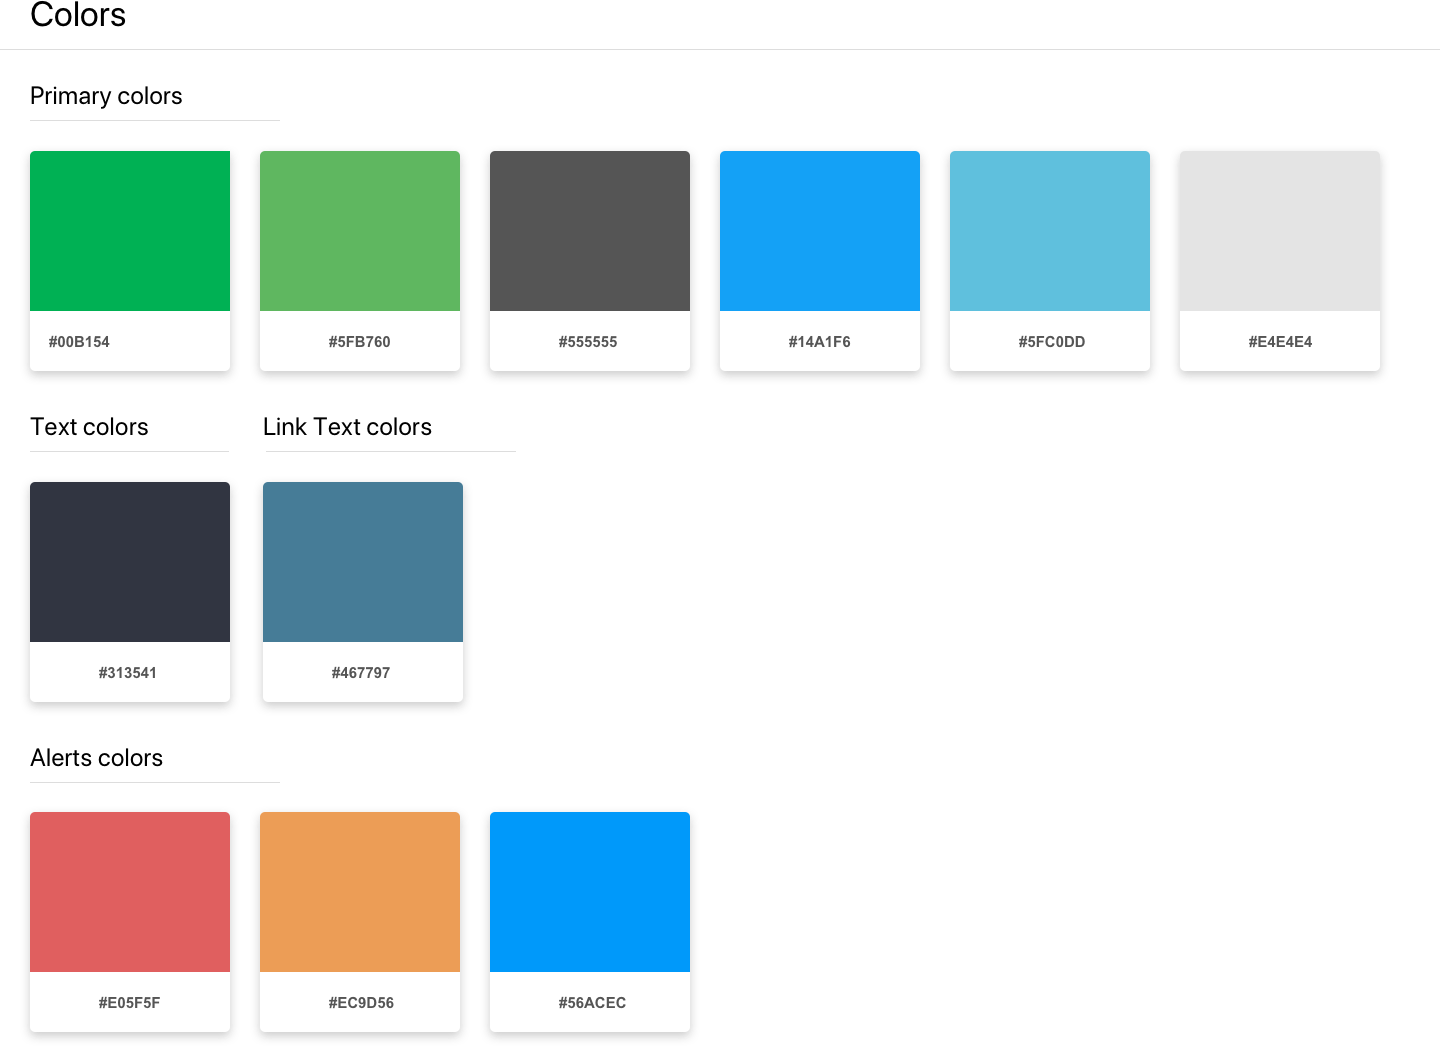 Colors
Primary colors
#00B154
#5FB760
#555555
#14A1F6
#5FC0DD
#E4E4E4
Text colors
Link Text colors
#313541
#467797
Alerts colors
#E05F5F
#EC9D56
#56ACEC